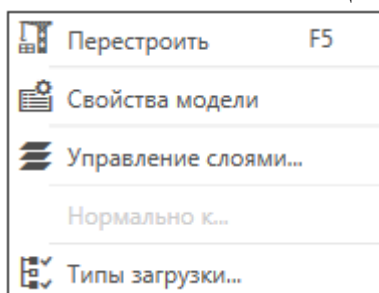 Перестроить F5
Свойства модели
Управление слоями...
Нормально к...
Типы загрузки...